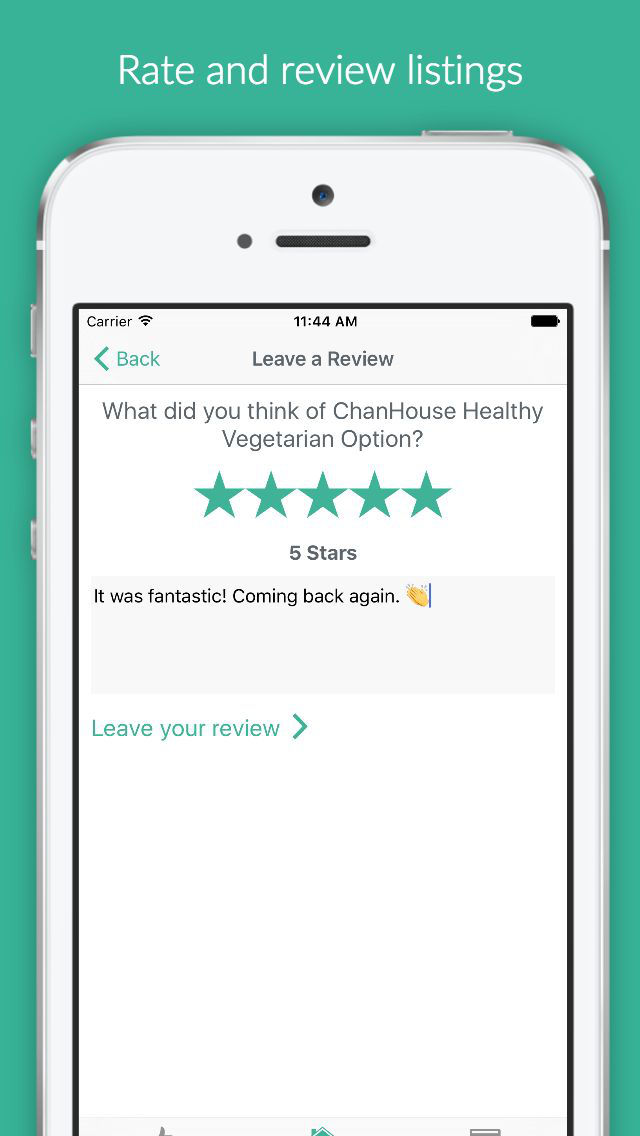 Rate and review listings
Carrier 11:44 AM
Back Leave a Review
What did you think of ChanHouse Healthy
Vegetarian Option?
5 Stars
It was fantastic! Coming back again. 👏
Leave your review